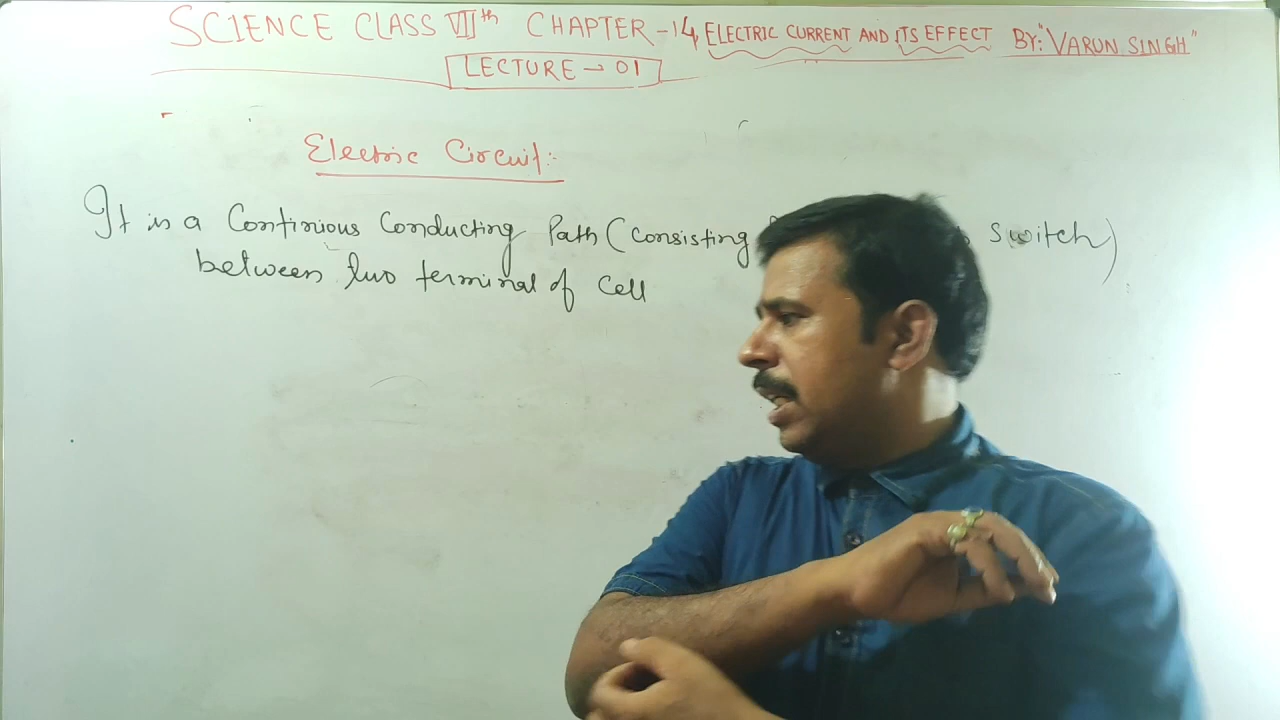 SCIENCE CLASS VIIth CHAPTER-14, ELECTRIC CURRENT AND ITS EFFECT BY:"VARUN SINGH"
LECTURE → 01
Electric Circuit:-
It is a Continious Conducting Path (consisting switch)
between two terminal of Cell